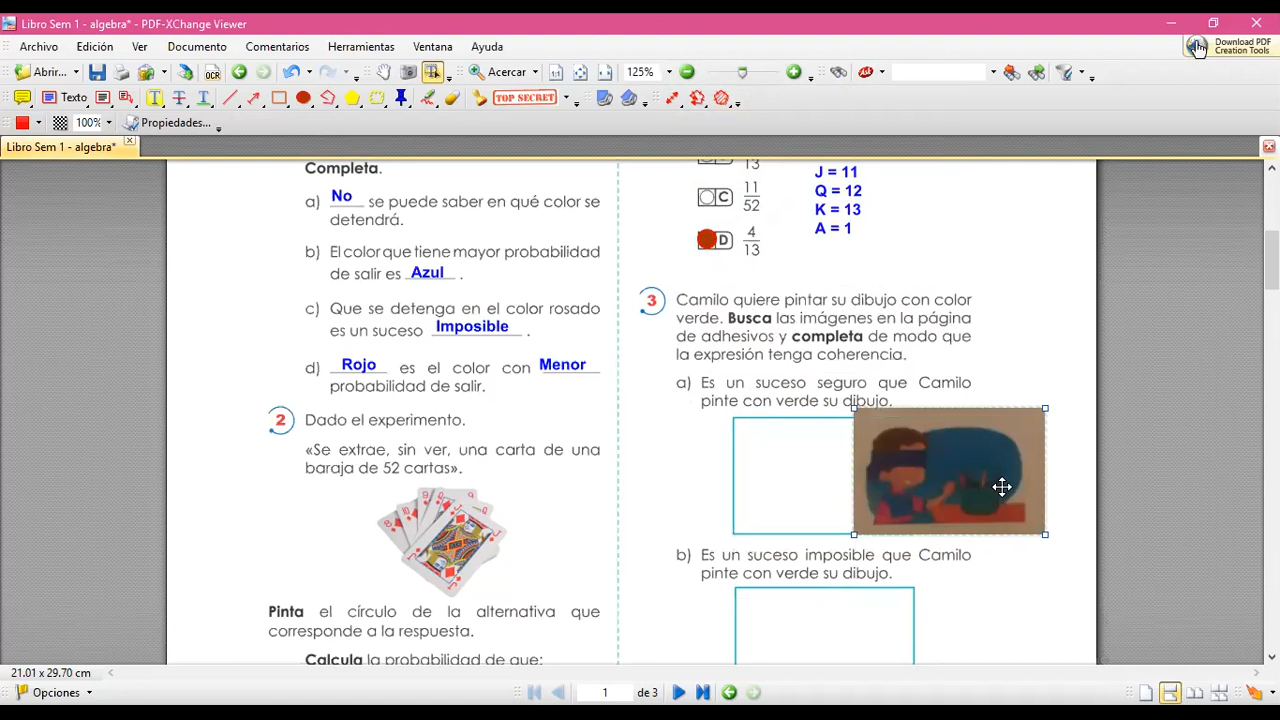 Libro Sem 1 - algebra* - PDF-XChange Viewer
Archivo Edición Ver Documento Comentarios Herramientas Ventana Ayuda
Download PDF
Creation Tools
Abrir... OCR Acercar 125%
Texto TOP SECRET
100% Propiedades...
Libro Sem 1 - algebra*
Completa.
a) No se puede saber en qué color se
detendrá.
b) El color que tiene mayor probabilidad
de salir es Azul .
c) Que se detenga en el color rosado
es un suceso Imposible .
d) Rojo es el color con Menor
probabilidad de salir.
2 Dado el experimento.
«Se extrae, sin ver, una carta de una
baraja de 52 cartas».
Pinta el círculo de la alternativa que
corresponde a la respuesta.
Calcula la probabilidad de que:
13
C 11
52
D 4
13
J = 11
Q = 12
K = 13
A = 1
3 Camilo quiere pintar su dibujo con color
verde. Busca las imágenes en la página
de adhesivos y completa de modo que
la expresión tenga coherencia.
a) Es un suceso seguro que Camilo
pinte con verde su dibujo.
b) Es un suceso imposible que Camilo
pinte con verde su dibujo.
21.01 x 29.70 cm
Opciones 1 de 3